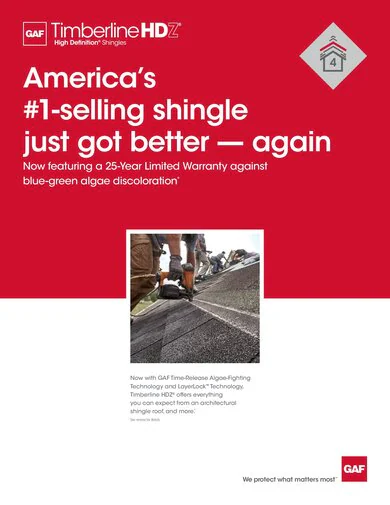 GAF
Timberline HDZ®
High Definition® Shingles
4
America's
#1-selling shingle
just got better — again
Now featuring a 25-Year Limited Warranty against
blue-green algae discoloration*
Now with GAF Time-Release Algae-Fighting
Technology and LayerLock™ Technology,
Timberline HDZ® offers everything
you can expect from an architectural
shingle roof, and more.
We protect what matters most™
GAF